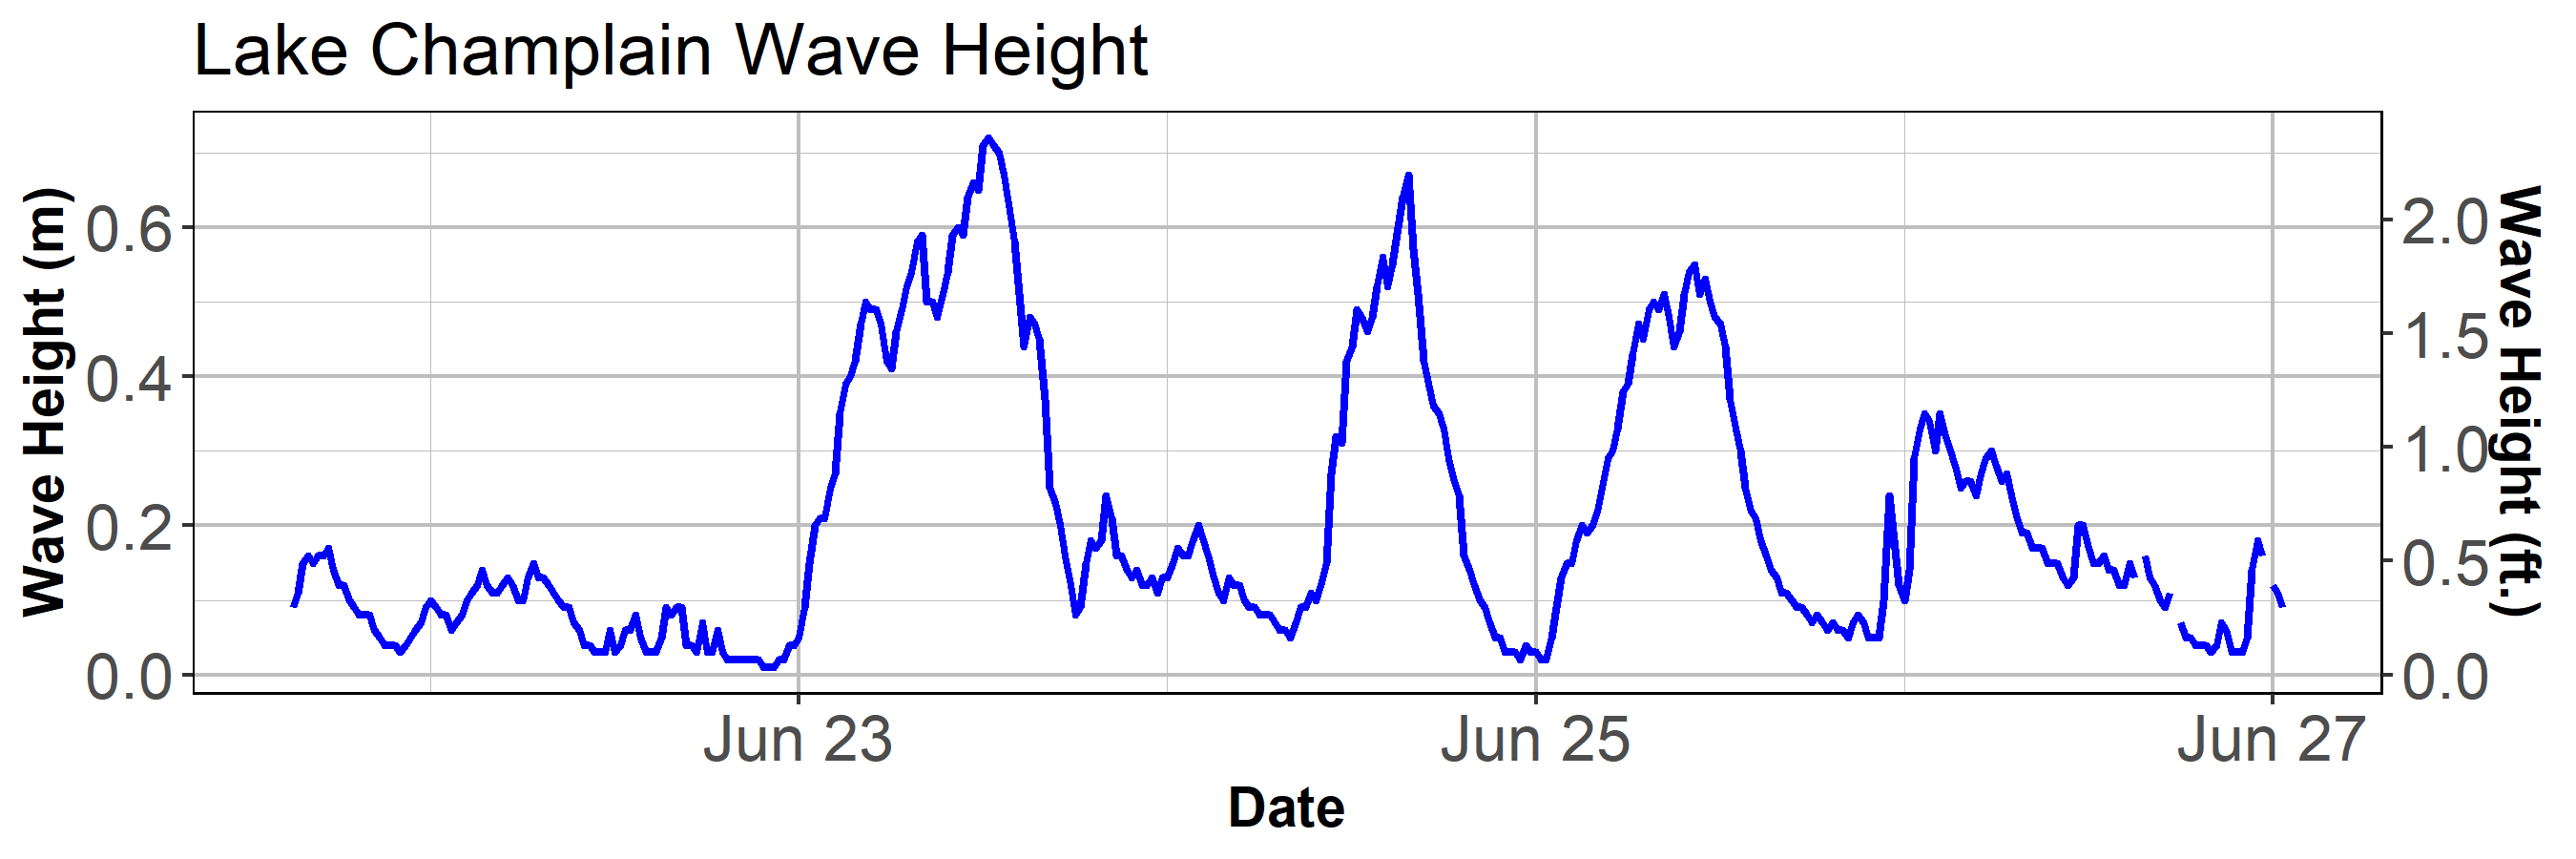 Lake Champlain Wave Height
Wave Height (m)
0.6
0.4
0.2
0.0
2.0
1.5
1.0
0.5
0.0
Wave Height (ft.)
Jun 23
Jun 25
Jun 27
Date